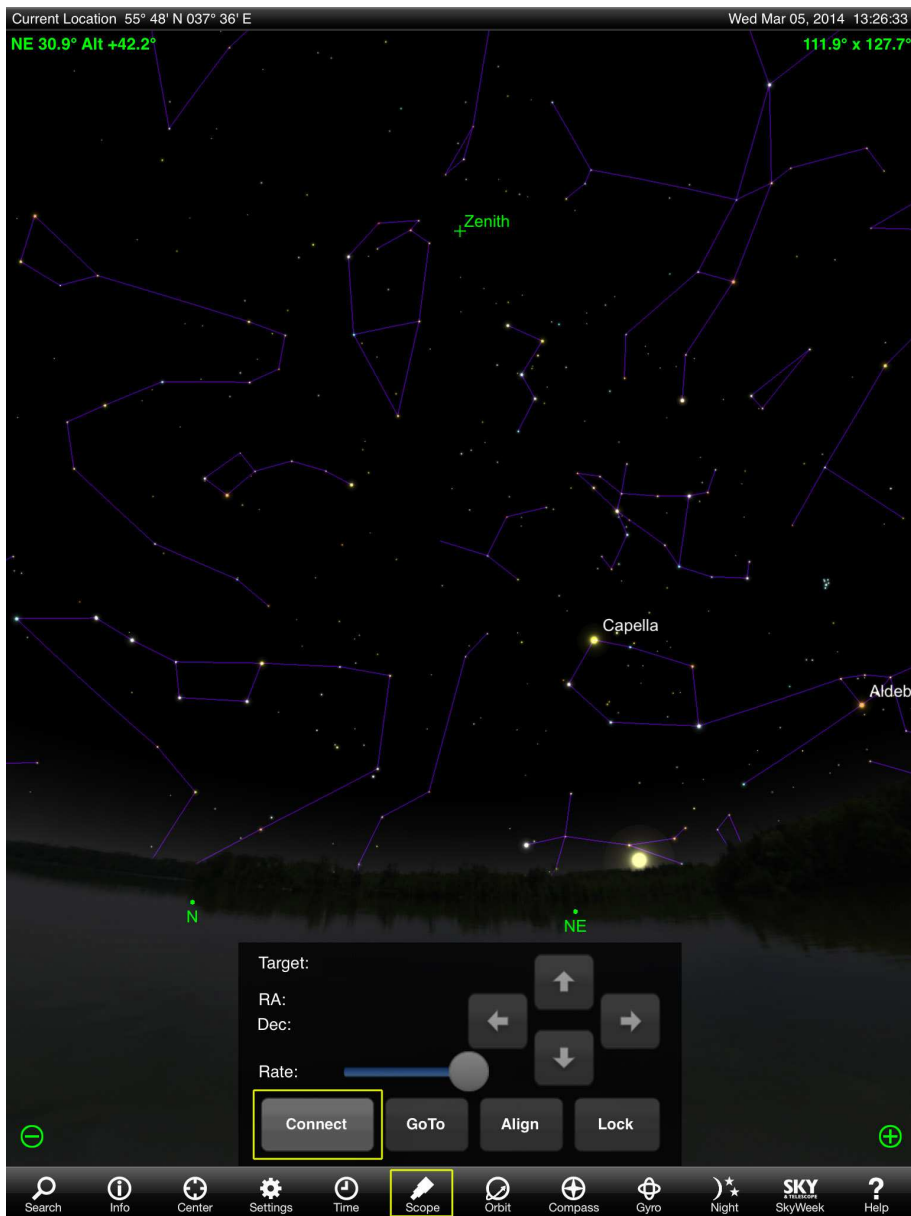 Current Location 55° 48' N 037° 36' E Wed Mar 05, 2014 13:26:33
NE 30.9° Alt +42.2° 111.9° x 127.7°
Zenith
Capella
Aldeb
N
NE
Target:
RA:
Dec:
Rate:
Connect GoTo Align Lock
Search Info Center Settings Time Scope Orbit Compass Gyro Night SKY & TELESCOPE SkyWeek ? Help